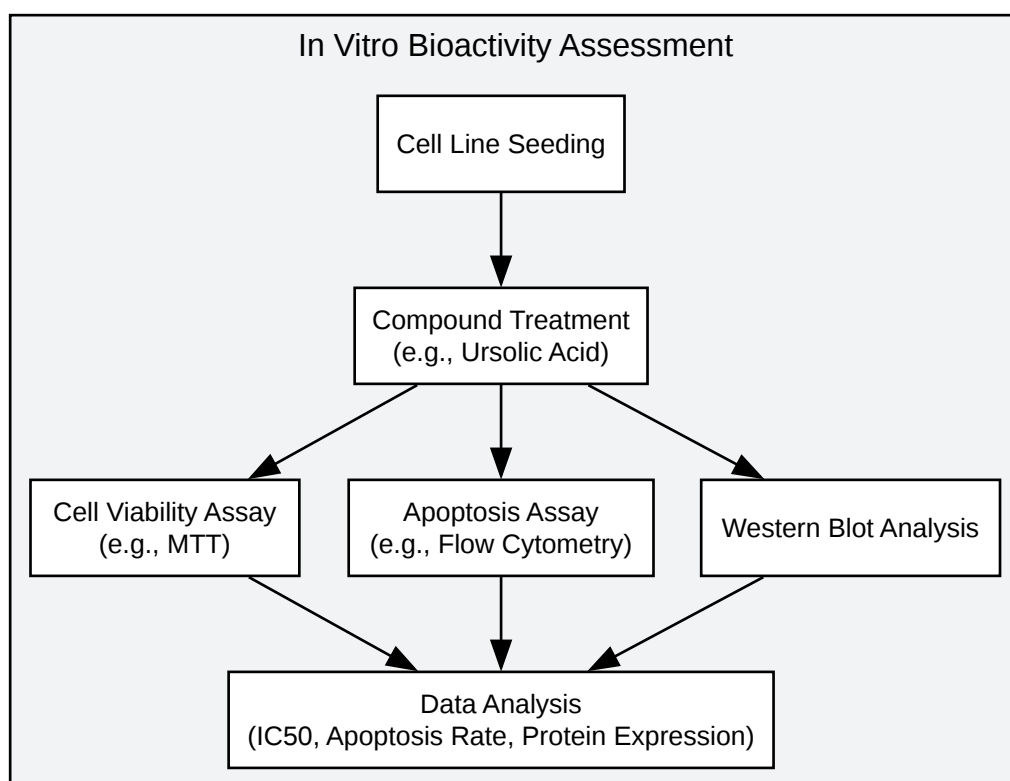 In Vitro Bioactivity Assessment
Cell Line Seeding
Compound Treatment
(e.g., Ursolic Acid)
Cell Viability Assay
(e.g., MTT)
Apoptosis Assay
(e.g., Flow Cytometry)
Western Blot Analysis
Data Analysis
(IC50, Apoptosis Rate, Protein Expression)